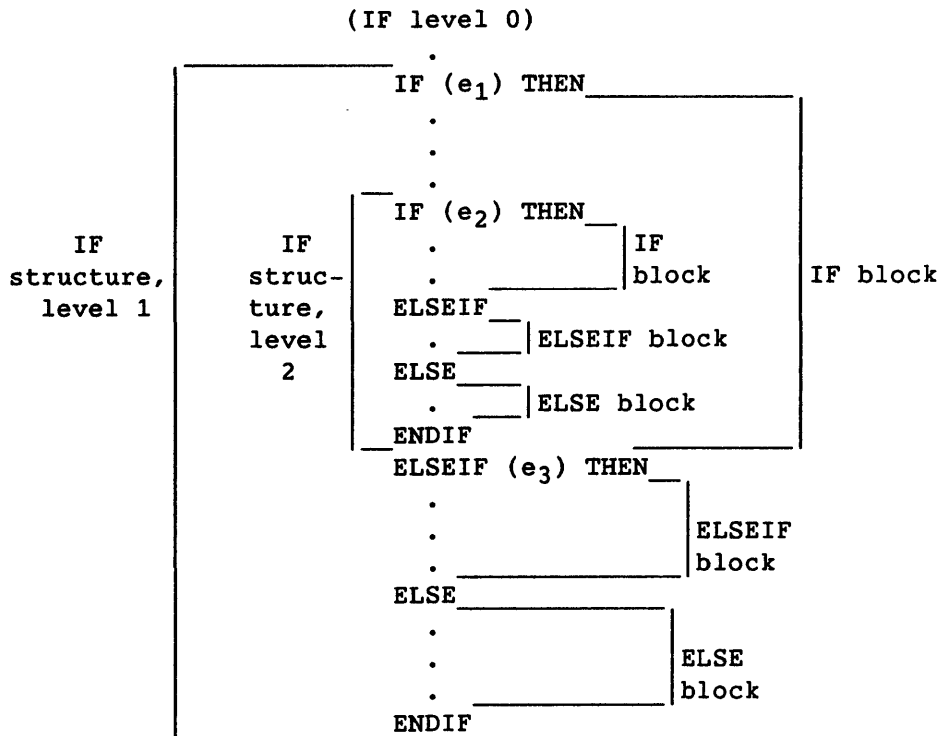 (IF level 0)
.
IF (e1) THEN
.
.
.
IF (e2) THEN
IF structure, level 1
IF struc-ture, level 2
.
.
IF block
IF block
ELSEIF
.
ELSEIF block
ELSE
.
ELSE block
ENDIF
ELSEIF (e3) THEN
.
.
.
ELSEIF block
ELSE
.
.
.
ELSE block
ENDIF